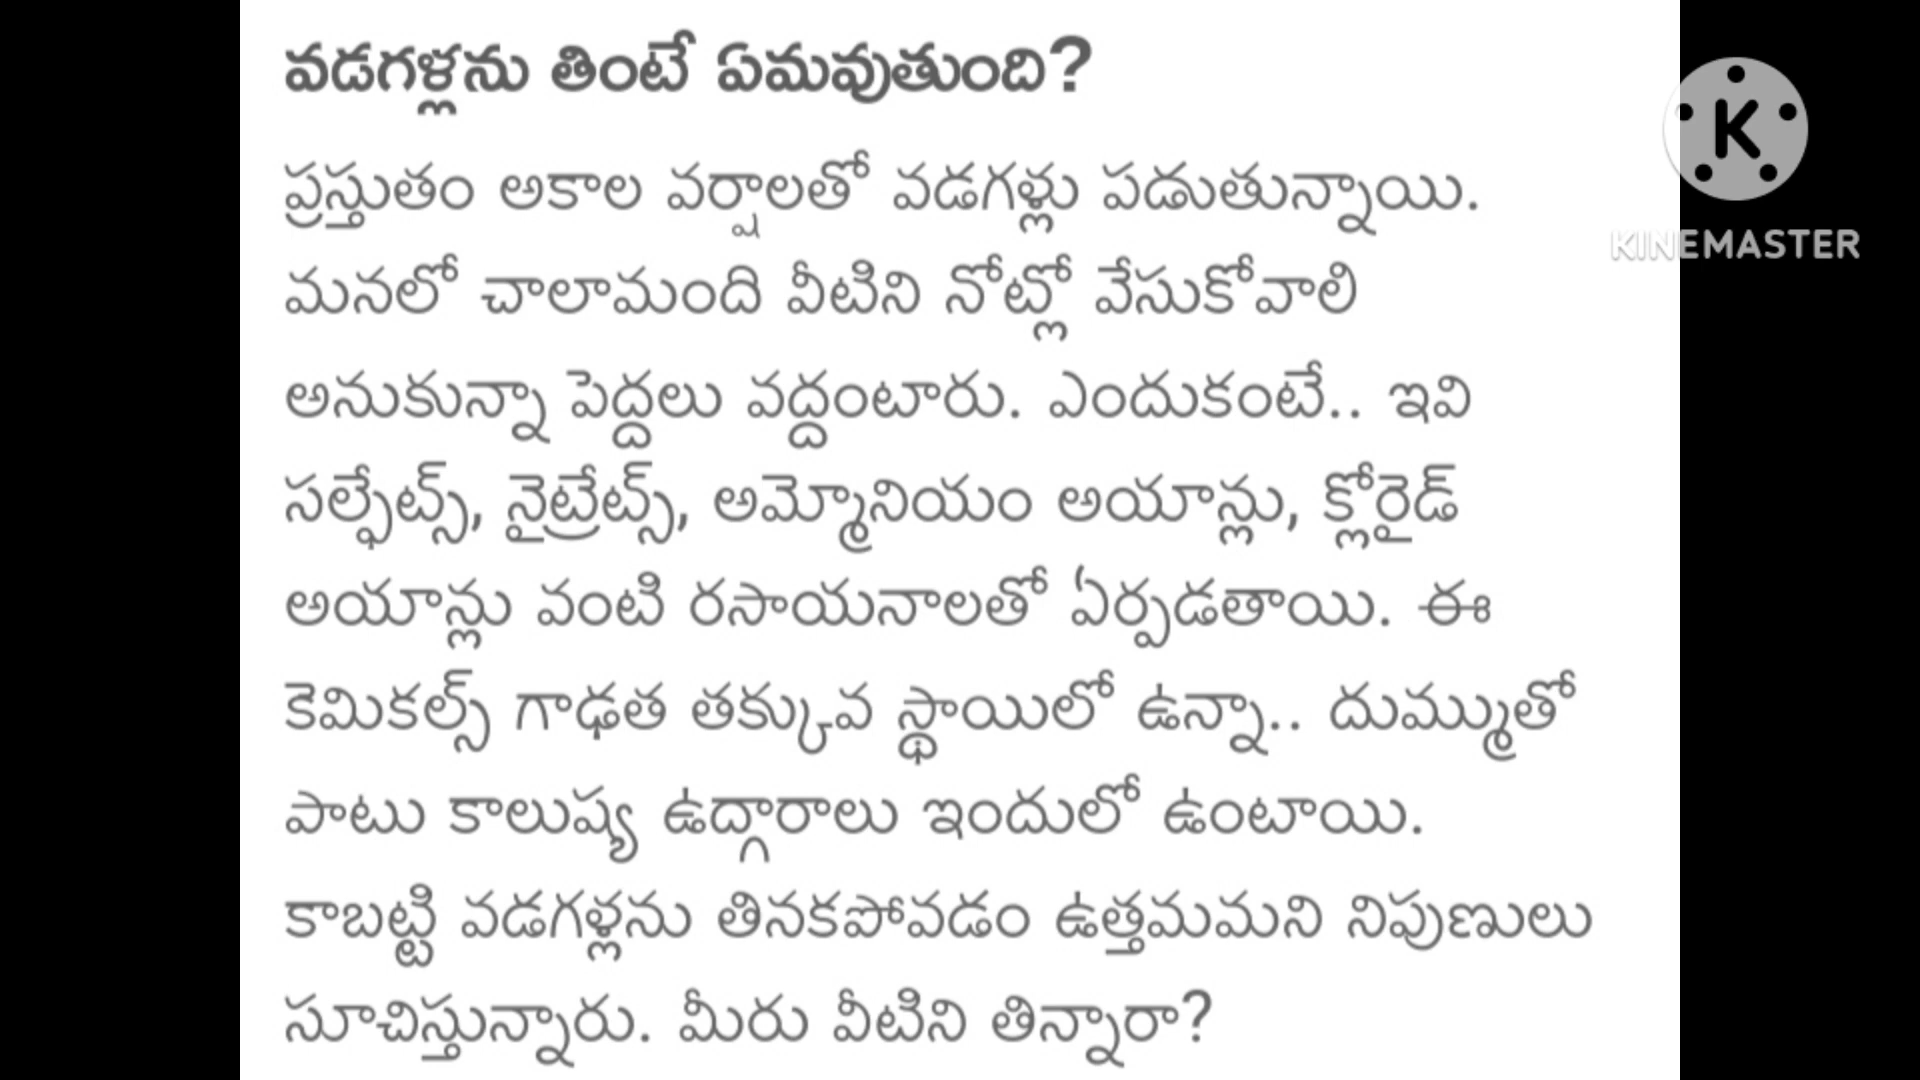 వడగళ్లను తింటే ఏమవుతుంది?
ప్రస్తుతం అకాల వర్షాలతో వడగళ్లు పడుతున్నాయి.
మనలో చాలామంది వీటిని నోట్లో వేసుకోవాలి
అనుకున్నా పెద్దలు వద్దంటారు. ఎందుకంటే.. ఇవి
సల్ఫేట్స్, నైట్రేట్స్, అమ్మోనియం అయాన్లు, క్లోరైడ్
అయాన్లు వంటి రసాయనాలతో ఏర్పడతాయి. ఈ
కెమికల్స్ గాఢత తక్కువ స్థాయిలో ఉన్నా.. దుమ్ముతో
పాటు కాలుష్య ఉద్గారాలు ఇందులో ఉంటాయి.
కాబట్టి వడగళ్లను తినకపోవడం ఉత్తమమని నిపుణులు
సూచిస్తున్నారు. మీరు వీటిని తిన్నారా?
K
KINEMASTER